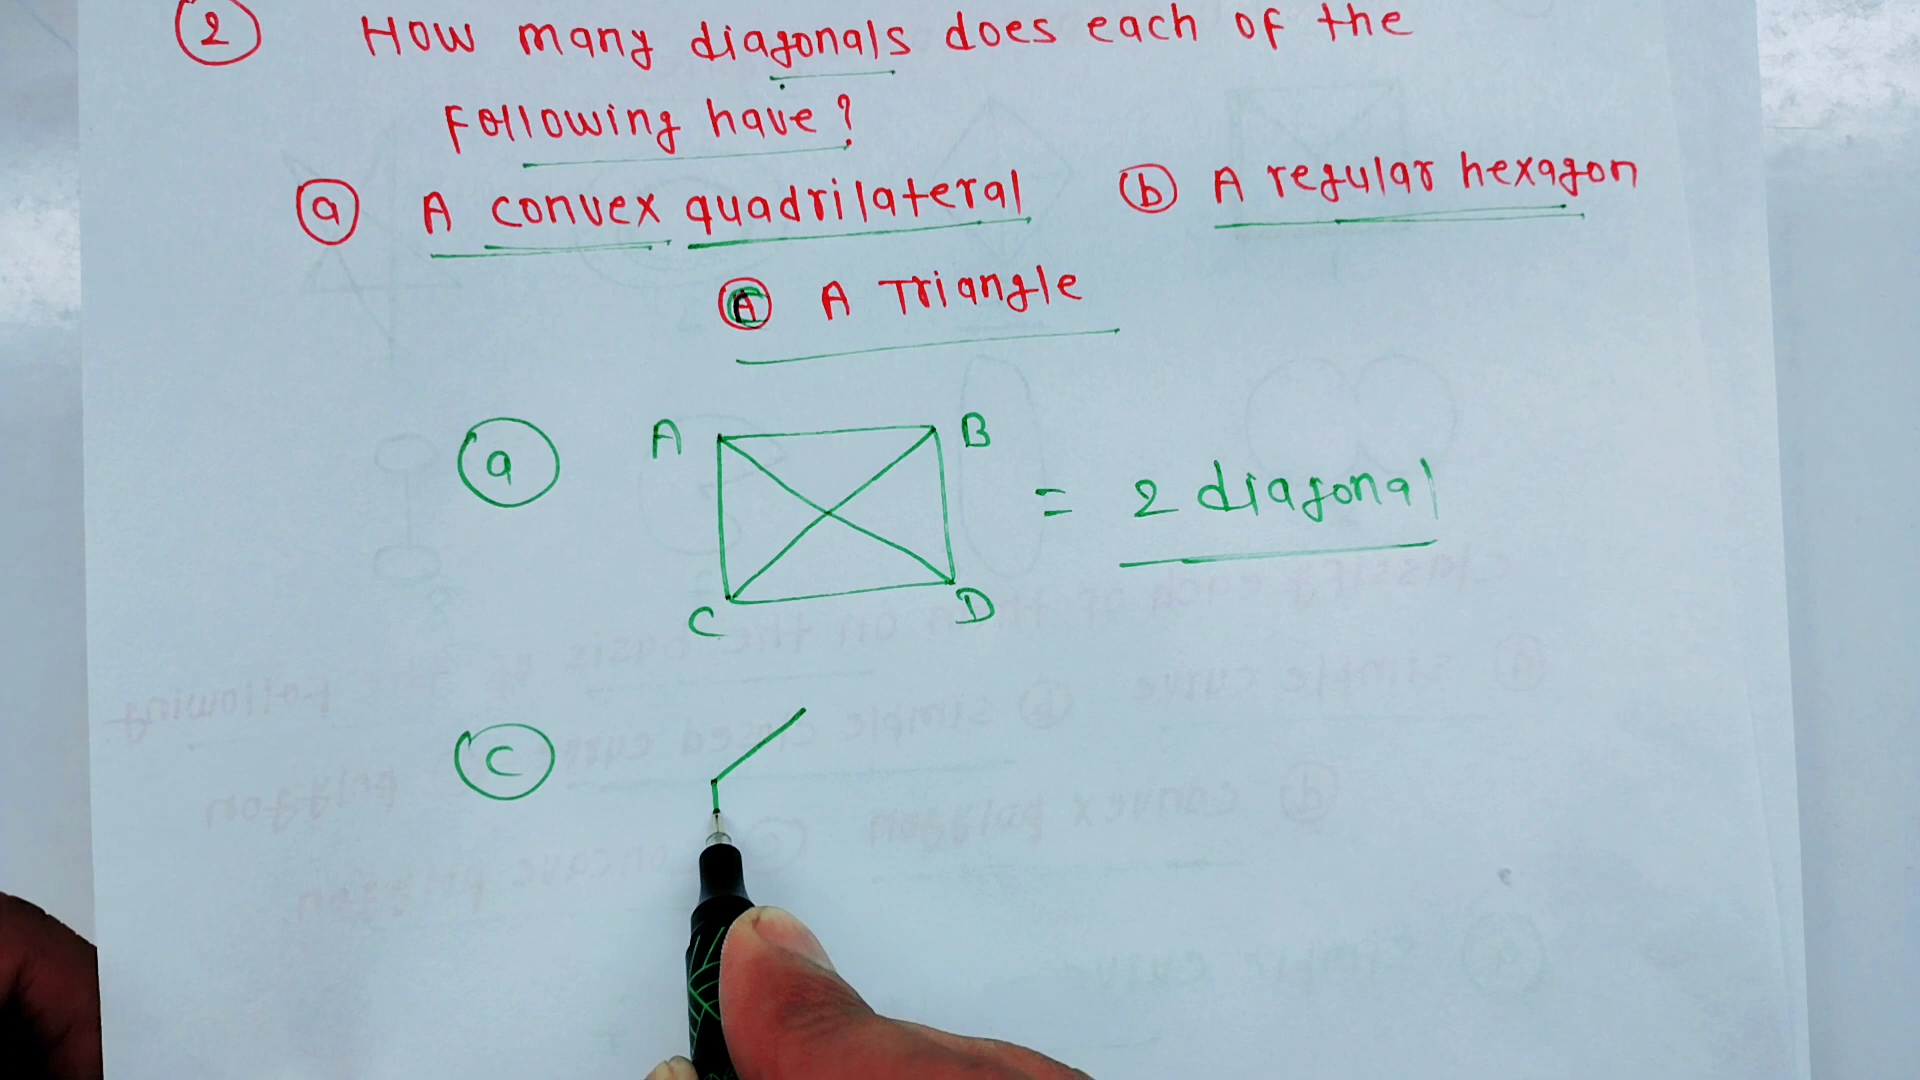 2 How many diagonals does each of the
Following have?
a A convex quadrilateral b A regular hexagon
A Triangle
a A B = 2 diagonal
C D
C